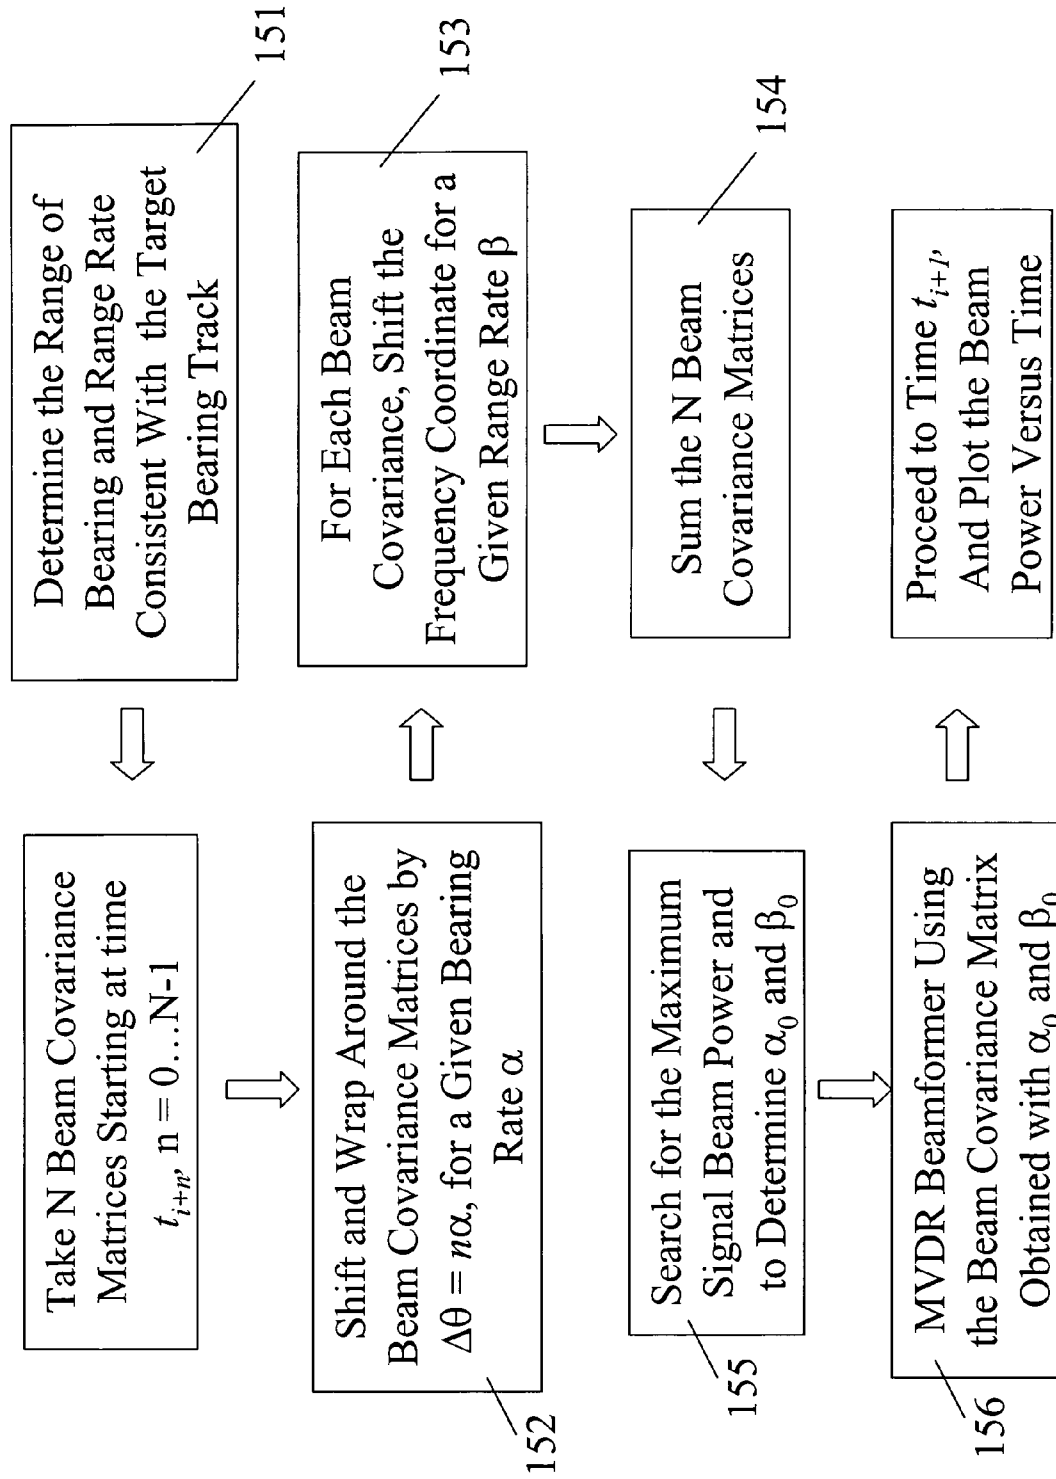 Determine the Range of
Bearing and Range Rate
Consistent With the Target
Bearing Track
151
Take N Beam Covariance
Matrices Starting at time
t_{i+n}, n = 0...N-1
Shift and Wrap Around the
Beam Covariance Matrices by
Δθ = nα, for a Given Bearing
Rate α
152
For Each Beam
Covariance, Shift the
Frequency Coordinate for a
Given Range Rate β
153
Sum the N Beam
Covariance Matrices
154
Search for the Maximum
Signal Beam Power and
to Determine α₀ and β₀
155
MVDR Beamformer Using
the Beam Covariance Matrix
Obtained with α₀ and β₀
156
Proceed to Time t_{i+1},
And Plot the Beam
Power Versus Time